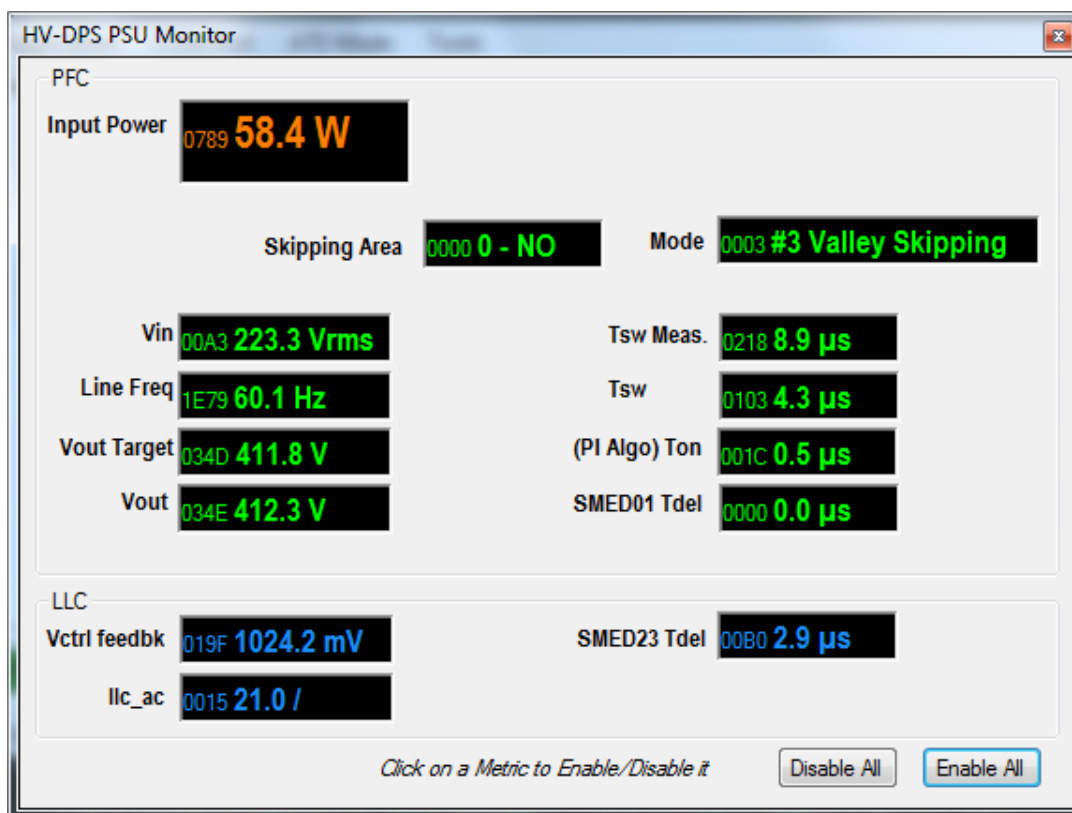 HV-DPS PSU Monitor
PFC
Input Power 0789 58.4 W
Skipping Area 0000 0 - NO Mode 0003 #3 Valley Skipping
Vin 00A3 223.3 Vrms Tsw Meas. 0218 8.9 µs
Line Freq 1E79 60.1 Hz Tsw 0103 4.3 µs
Vout Target 034D 411.8 V (PI Algo) Ton 001C 0.5 µs
Vout 034E 412.3 V SMED01 Tdel 0000 0.0 µs
LLC
Vctrl feedbk 019F 1024.2 mV SMED23 Tdel 00B0 2.9 µs
llc_ac 0015 21.0 /
Click on a Metric to Enable/Disable it Disable All Enable All